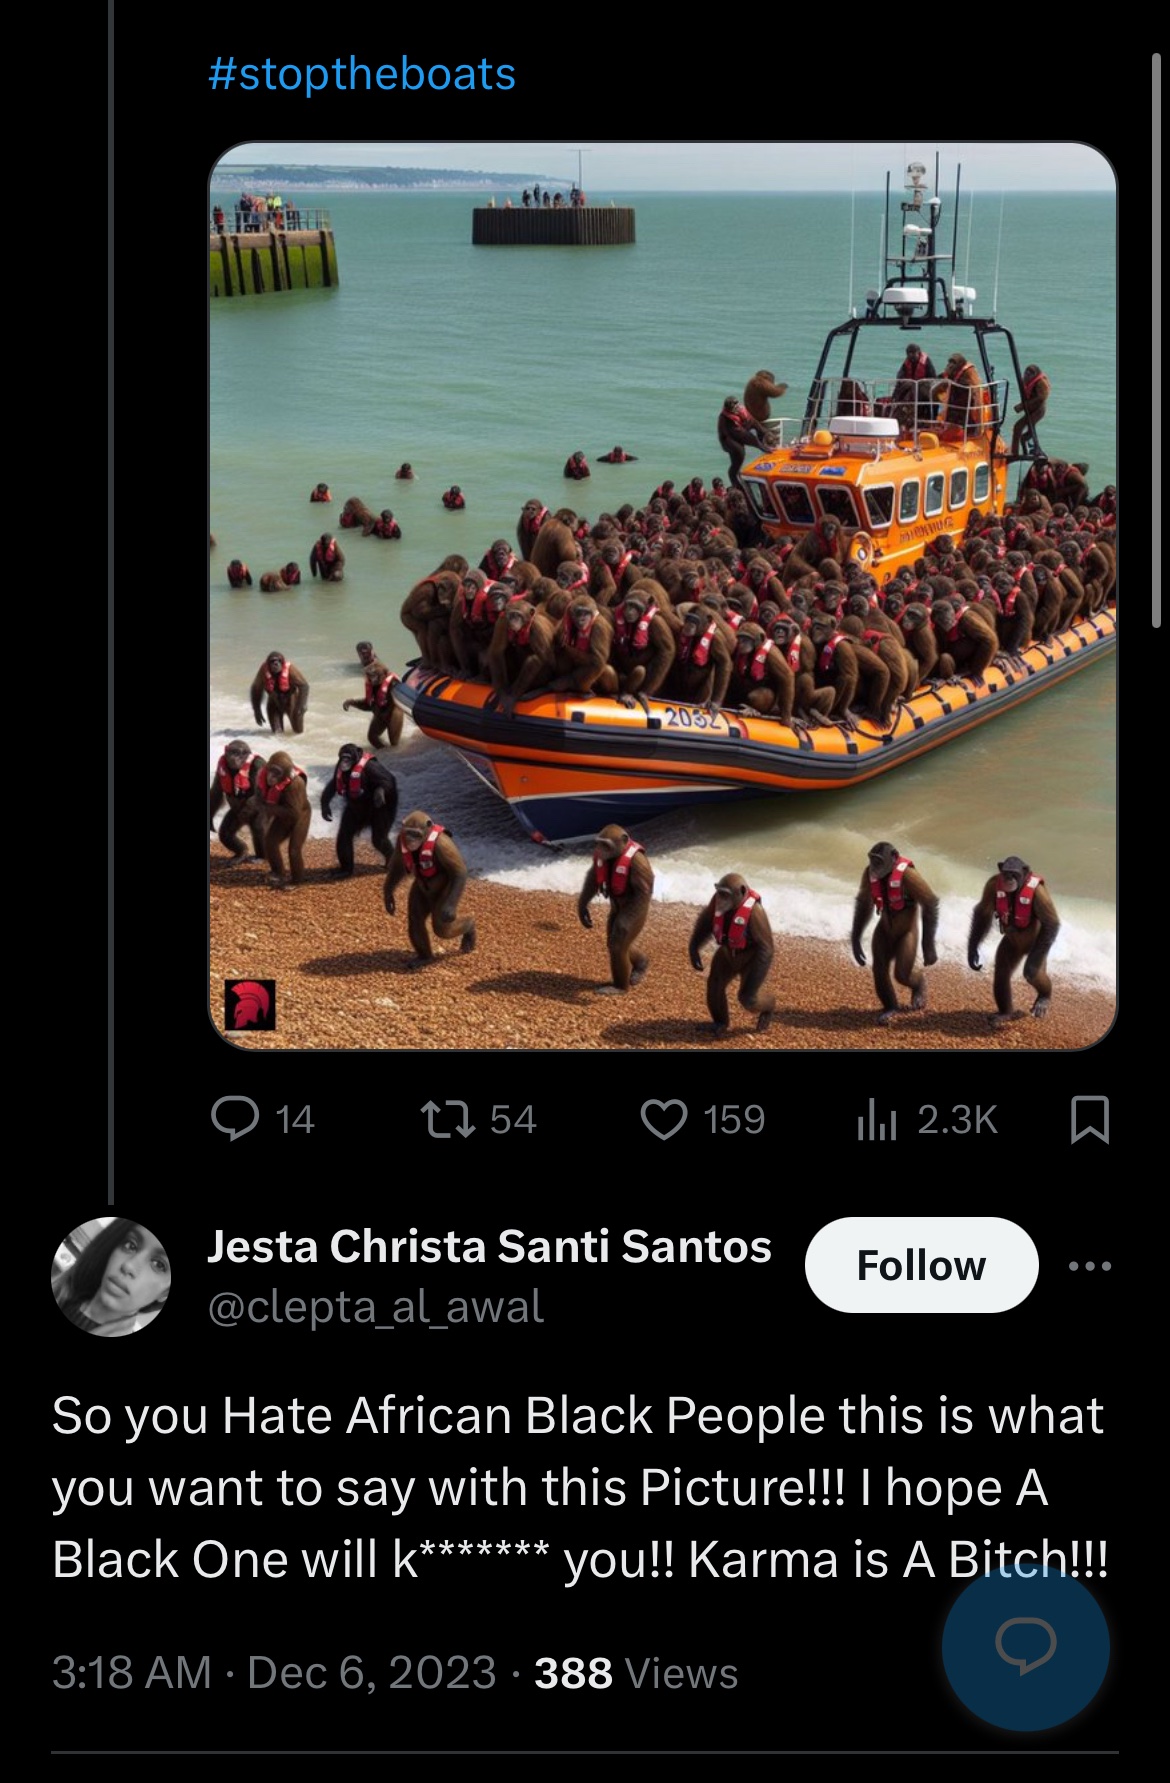 #stoptheboats
2032
14 54 159 2.3K
Jesta Christa Santi Santos
Follow
@clepta_al_awal
So you Hate African Black People this is what
you want to say with this Picture!!! I hope A
Black One will k******* you!! Karma is A Bitch!!!
3:18 AM · Dec 6, 2023 · 388 Views